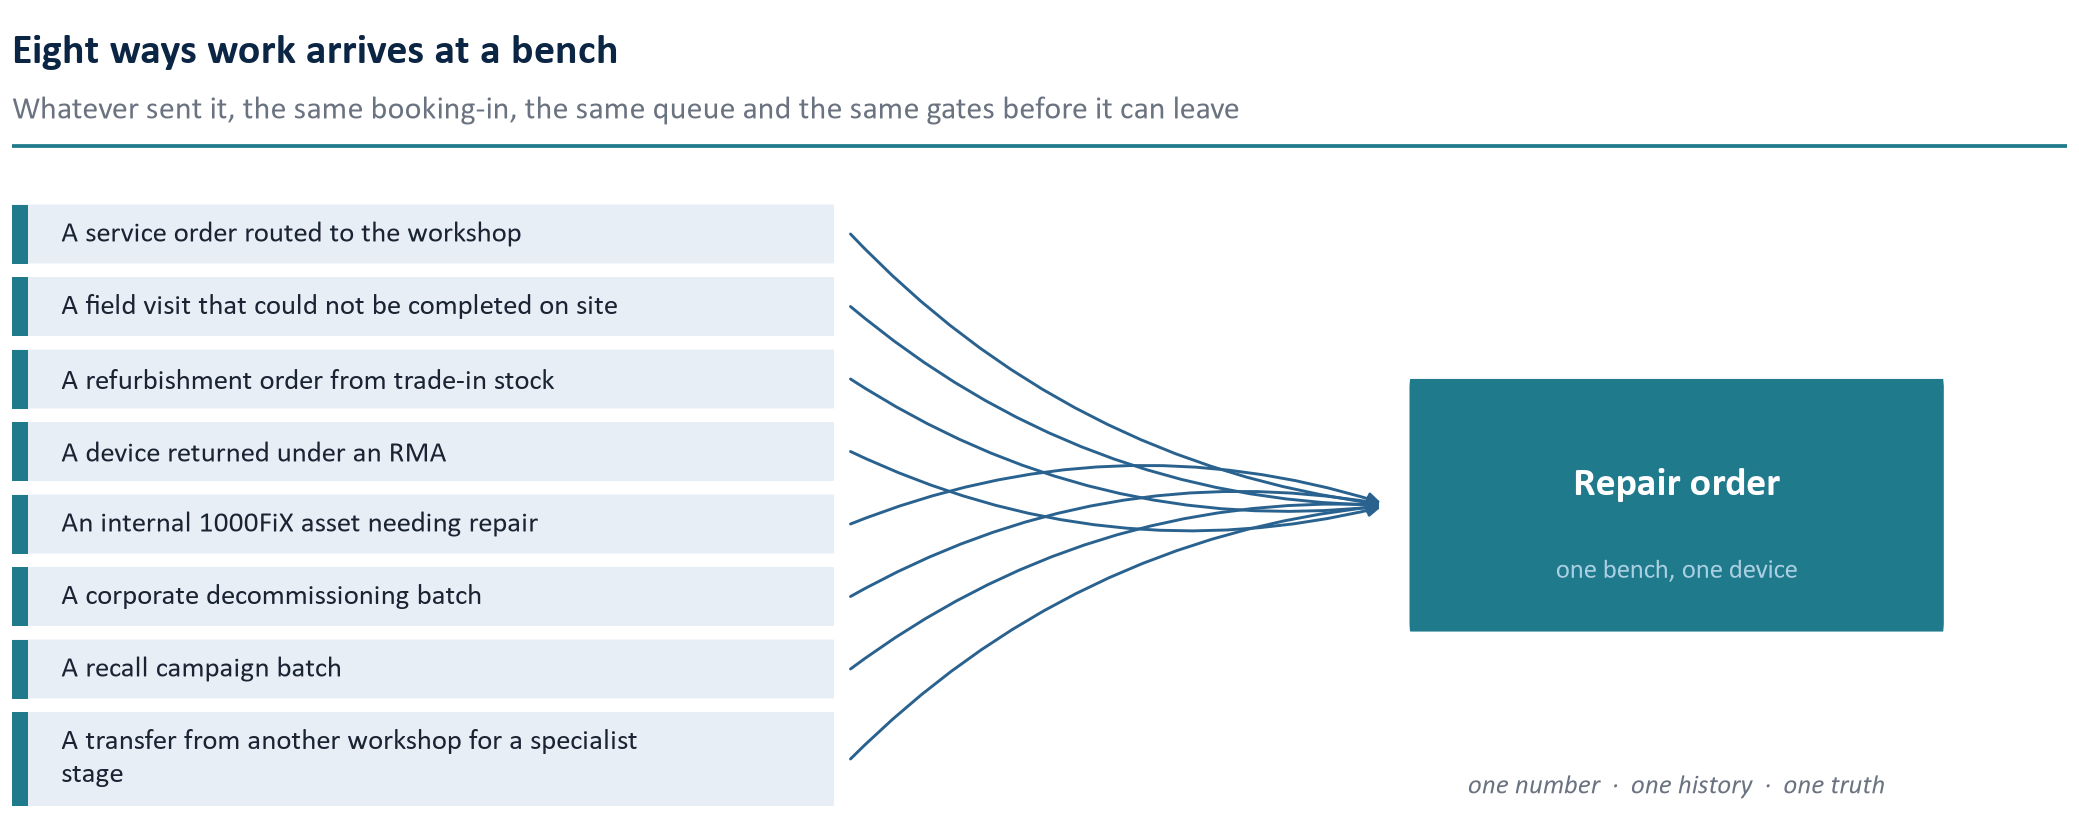 Eight ways work arrives at a bench
Whatever sent it, the same booking-in, the same queue and the same gates before it can leave
A service order routed to the workshop
A field visit that could not be completed on site
A refurbishment order from trade-in stock
A device returned under an RMA
An internal 1000FiX asset needing repair
A corporate decommissioning batch
A recall campaign batch
A transfer from another workshop for a specialist
stage
Repair order
one bench, one device
one number · one history · one truth